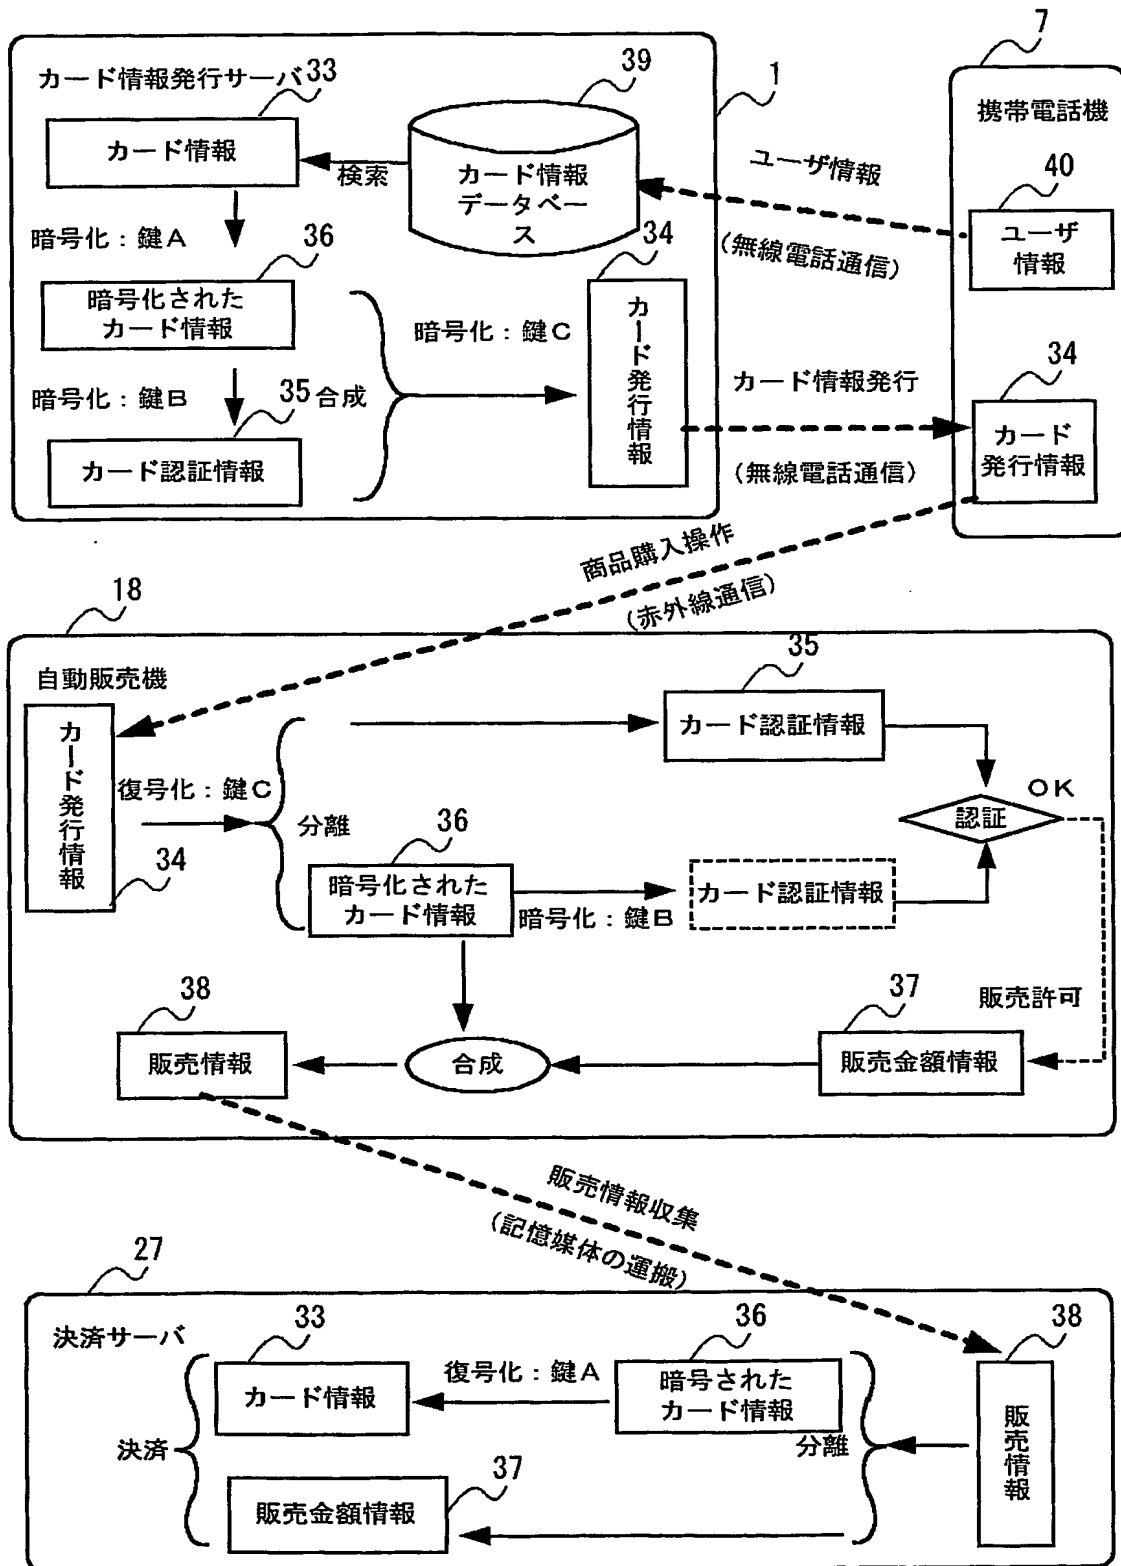 カード情報発行サーバ
33
カード情報
検索
39
カード情報
データベー
ス
1
7
携帯電話機
ユーザ情報
(無線電話通信)
40
ユーザ
情報
暗号化：鍵A
36
暗号化された
カード情報
暗号化：鍵B
35
合成
カード認証情報
暗号化：鍵C
34
カード発行情報
カード情報発行
(無線電話通信)
34
カード
発行情報
商品購入操作
(赤外線通信)
18
自動販売機
カード発行情報
34
復号化：鍵C
分離
35
カード認証情報
36
暗号化された
カード情報
暗号化：鍵B
カード認証情報
認証
OK
販売許可
37
販売金額情報
合成
38
販売情報
販売情報収集
(記憶媒体の運搬)
27
決済サーバ
33
カード情報
復号化：鍵A
36
暗号された
カード情報
分離
38
販売情報
決済
37
販売金額情報